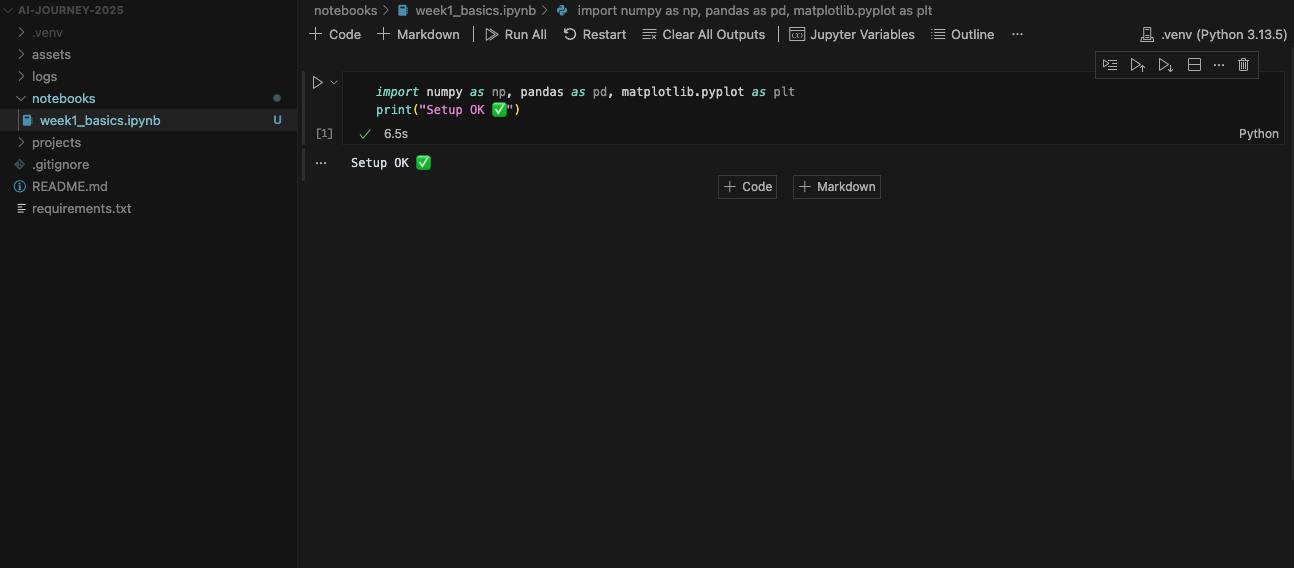 AI-JOURNEY-2025
.venv
assets
logs
notebooks
week1_basics.ipynb U
projects
.gitignore
README.md
requirements.txt
notebooks > week1_basics.ipynb > import numpy as np, pandas as pd, matplotlib.pyplot as plt
+ Code + Markdown | Run All Restart Clear All Outputs | Jupyter Variables Outline ... .venv (Python 3.13.5)
import numpy as np, pandas as pd, matplotlib.pyplot as plt
print("Setup OK ✅")
[1] ✓ 6.5s Python
... Setup OK ✅
+ Code + Markdown